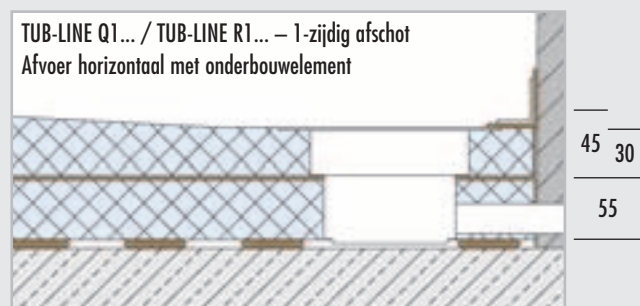 TUB-LINE Q1... / TUB-LINE R1... – 1-zijdig afschot
Afvoer horizontaal met onderbouwelement
45
30
55